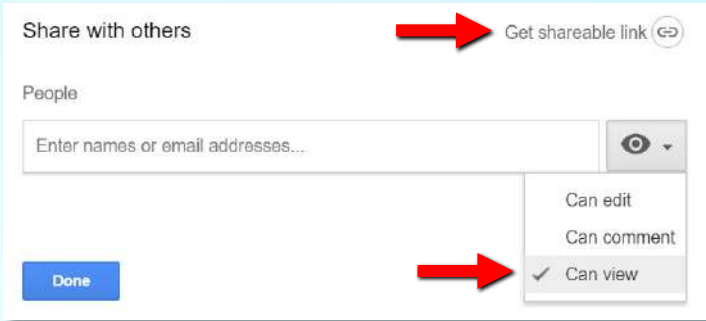 Share with others
Get shareable link
People
Enter names or email addresses...
Can edit
Can comment
Can view
Done